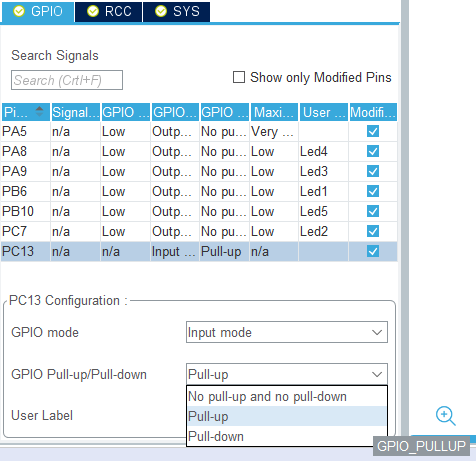 GPIO RCC SYS
Search Signals
Search (Crtl+F) Show only Modified Pins
Pi... Signal... GPIO ... GPIO... GPIO ... Maxi... User ... Modifi...
PA5 n/a Low Outp... No pu... Very ...
PA8 n/a Low Outp... No pu... Low Led4
PA9 n/a Low Outp... No pu... Low Led3
PB6 n/a Low Outp... No pu... Low Led1
PB10 n/a Low Outp... No pu... Low Led5
PC7 n/a Low Outp... No pu... Low Led2
PC13 n/a n/a Input ... Pull-up n/a
PC13 Configuration :
GPIO mode Input mode
GPIO Pull-up/Pull-down Pull-up
No pull-up and no pull-down
User Label Pull-up
Pull-down
GPIO_PULLUP